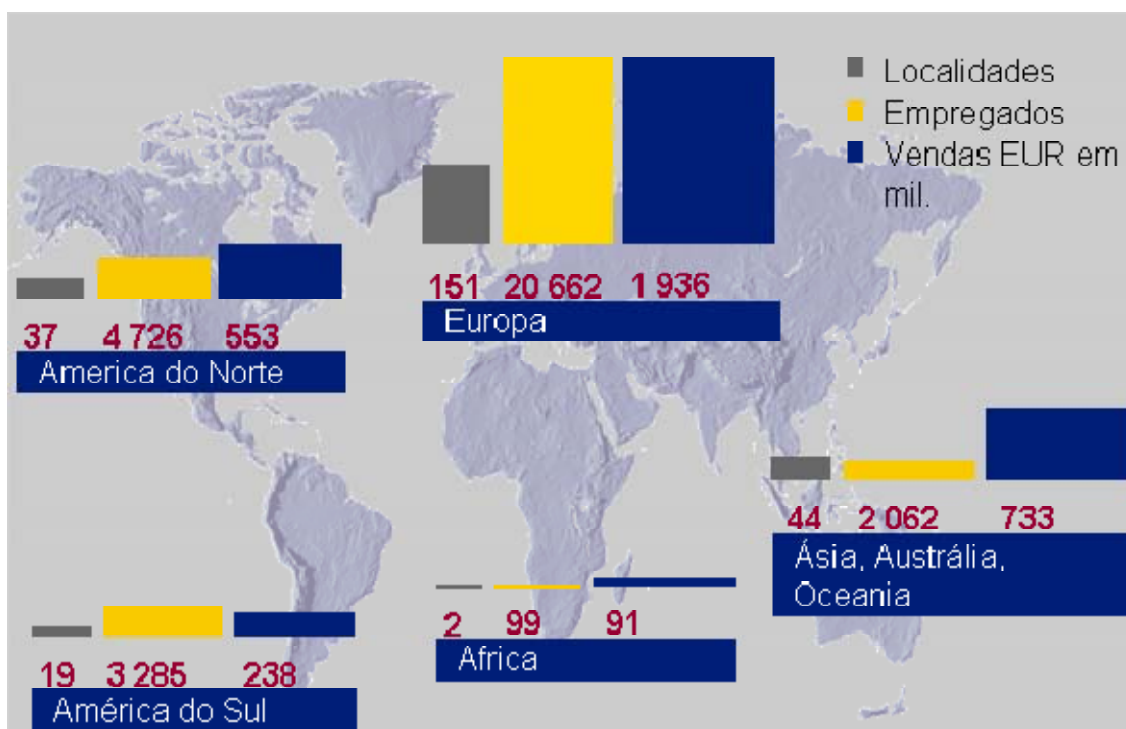 Localidades
Empregados
Vendas EUR em
mil.
151 20 662 1 936
Europa
37 4 726 553
America do Norte
44 2 062 733
Ásia, Austrália,
Oceania
2 99 91
Africa
19 3 285 238
América do Sul